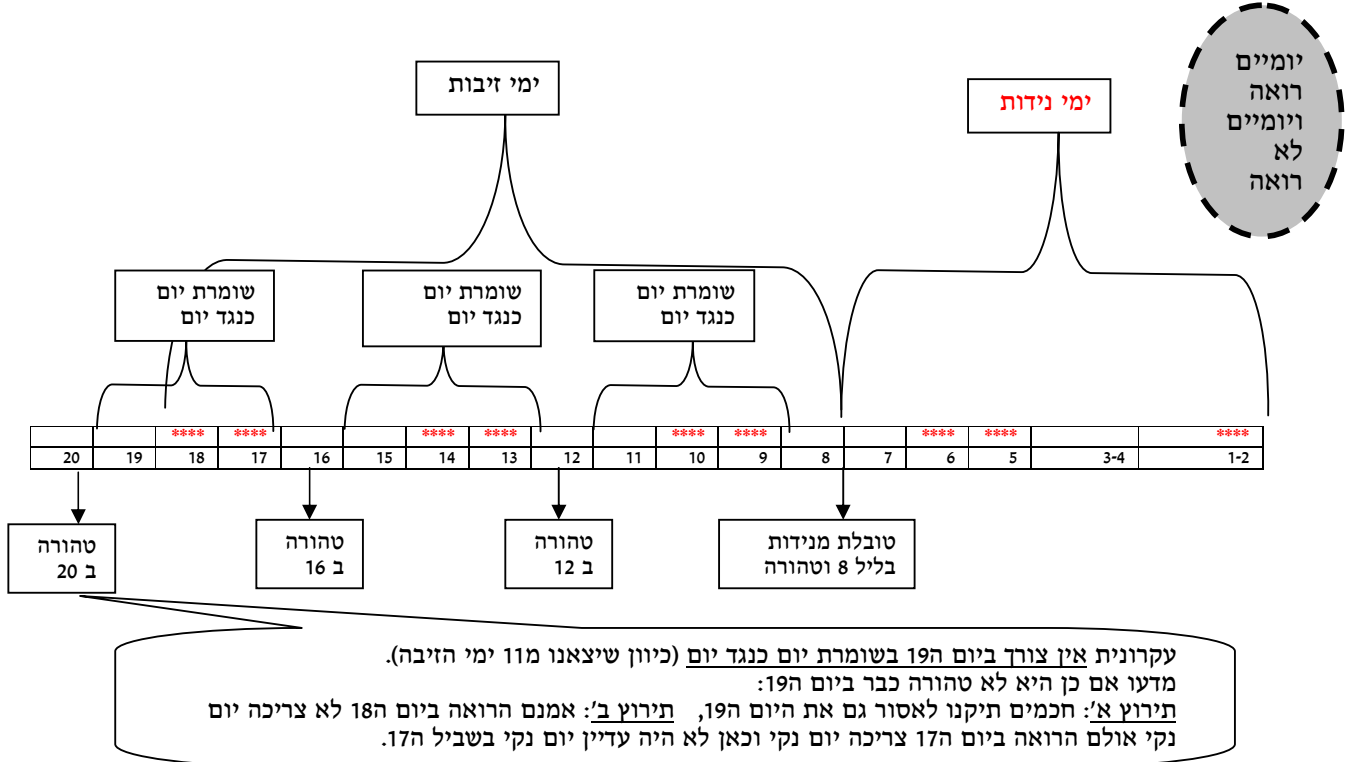 יומיים
רואה
ויומיים
לא
רואה
ימי נידות
ימי זיבות
שומרת יום
כנגד יום
שומרת יום
כנגד יום
שומרת יום
כנגד יום
**** **** **** **** **** **** **** **** ****
1-2 3-4 5 6 7 8 9 10 11 12 13 14 15 16 17 18 19 20
טובלת מנידות
בליל 8 וטהורה
טהורה
ב 12
טהורה
ב 16
טהורה
ב 20
עקרונית אין צורך ביום ה19 בשומרת יום כנגד יום (כיוון שיצאנו מ11 ימי הזיבה).
מדעו אם כן היא לא טהורה כבר ביום ה19:
תירוץ א': חכמים תיקנו לאסור גם את היום ה19, תירוץ ב': אמנם הרואה ביום ה18 לא צריכה יום
נקי אולם הרואה ביום ה17 צריכה יום נקי וכאן לא היה עדיין יום נקי בשביל ה17.